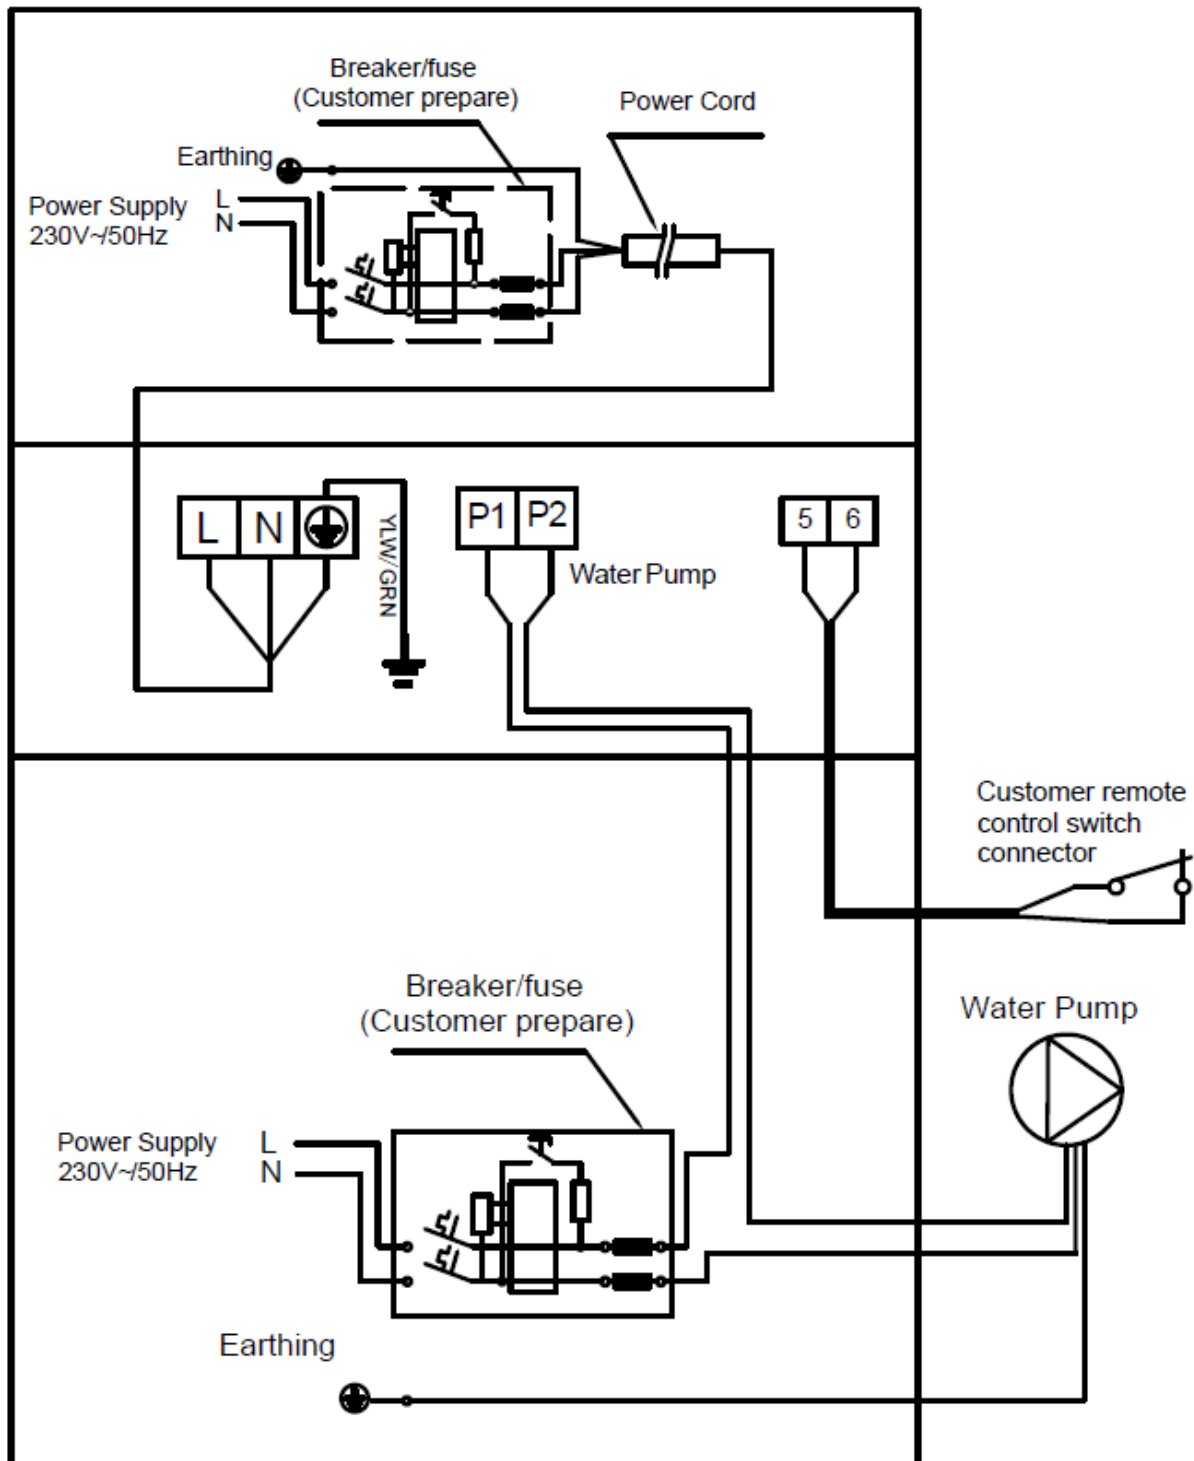 Breaker/fuse
(Customer prepare)
Power Cord
Earthing
Power Supply L
230V~/50Hz N
L N
P1 P2
5 6
YLW/GRN
Water Pump
Customer remote
control switch
connector
Breaker/fuse
(Customer prepare)
Water Pump
Power Supply L
230V~/50Hz N
Earthing